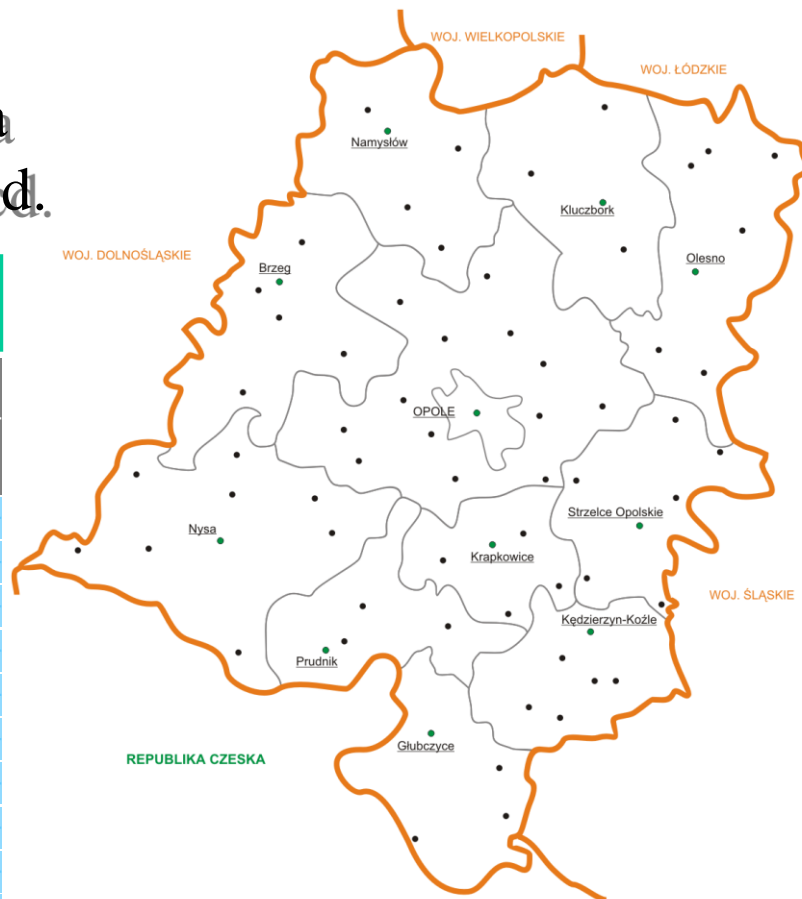 WOJ. WIELKOPOLSKIE
WOJ. ŁÓDZKIE
a
d.
Namysłów
Kluczbork
WOJ. DOLNOŚLĄSKIE
Brzeg
Olesno
OPOLE
Strzelce Opolskie
Nysa
Krapkowice
WOJ. ŚLĄSKIE
Kędzierzyn-Koźle
Prudnik
Głubczyce
REPUBLIKA CZESKA